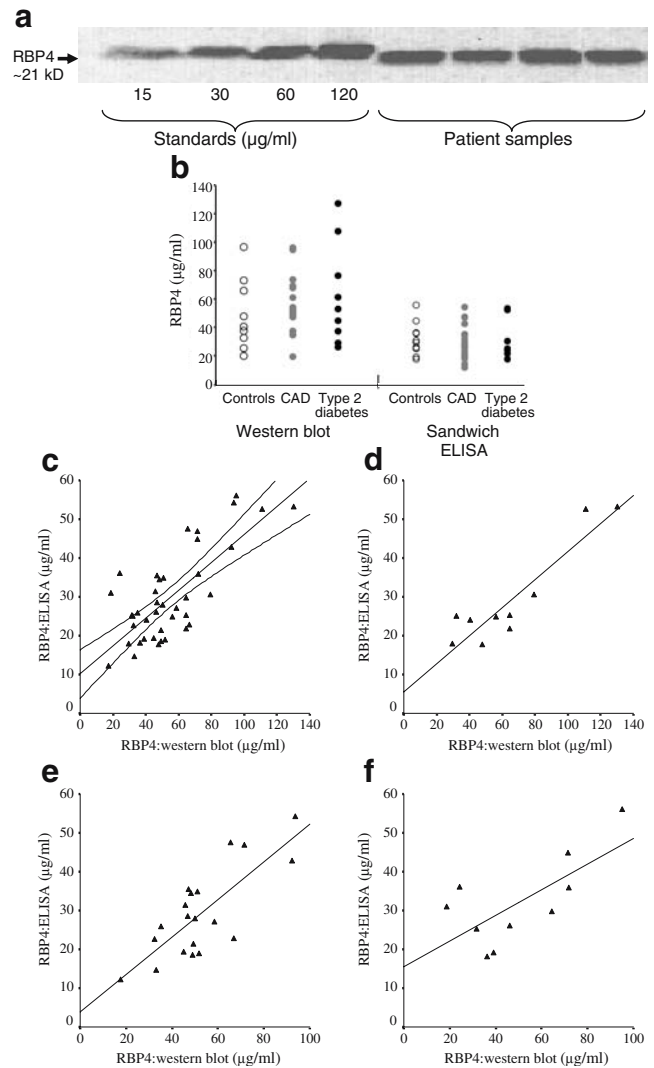 a
RBP4
~21 kD
15 30 60 120
Standards (µg/ml) Patient samples
b
140
120
100
80
60
40
20
0
RBP4
(µg/ml)
Controls CAD Type 2
diabetes
Controls CAD Type 2
diabetes
Western blot
Sandwich
ELISA
c
60
50
40
30
20
10
0
RBP4:ELISA (µg/ml)
0 20 40 60 80 100 120 140
RBP4:western blot (µg/ml)
d
60
50
40
30
20
10
0
RBP4:ELISA (µg/ml)
0 20 40 60 80 100 120 140
RBP4:western blot (µg/ml)
e
60
50
40
30
20
10
0
RBP4:ELISA (µg/ml)
0 20 40 60 80 100
RBP4:western blot (µg/ml)
f
60
50
40
30
20
10
0
RBP4:ELISA (µg/ml)
0 20 40 60 80 100
RBP4:western blot (µg/ml)